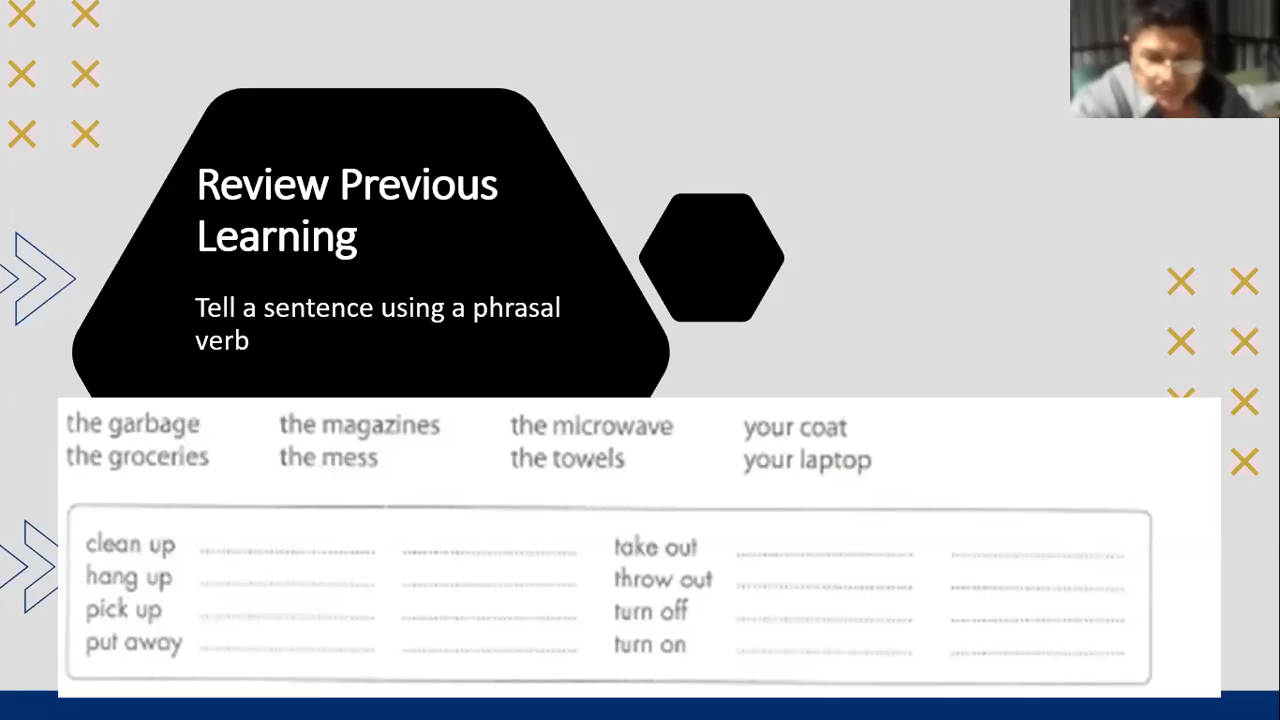 Review Previous
Learning
Tell a sentence using a phrasal
verb
the garbage the magazines the microwave your coat
the groceries the mess the towels your laptop
clean up take out
hang up throw out
pick up turn off
put away turn on